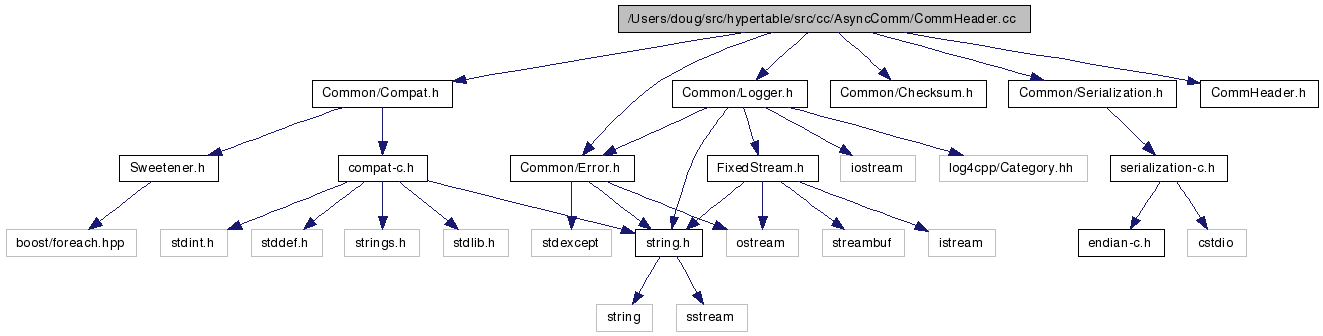 /Users/doug/src/hypertable/src/cc/AsyncComm/CommHeader.cc
Common/Compat.h
Common/Logger.h
Common/Checksum.h
Common/Serialization.h
CommHeader.h
Sweetener.h
compat-c.h
Common/Error.h
FixedStream.h
iostream
log4cpp/Category.hh
serialization-c.h
boost/foreach.hpp
stdint.h
stddef.h
strings.h
stdlib.h
stdexcept
string.h
ostream
streambuf
istream
endian-c.h
cstdio
string
sstream